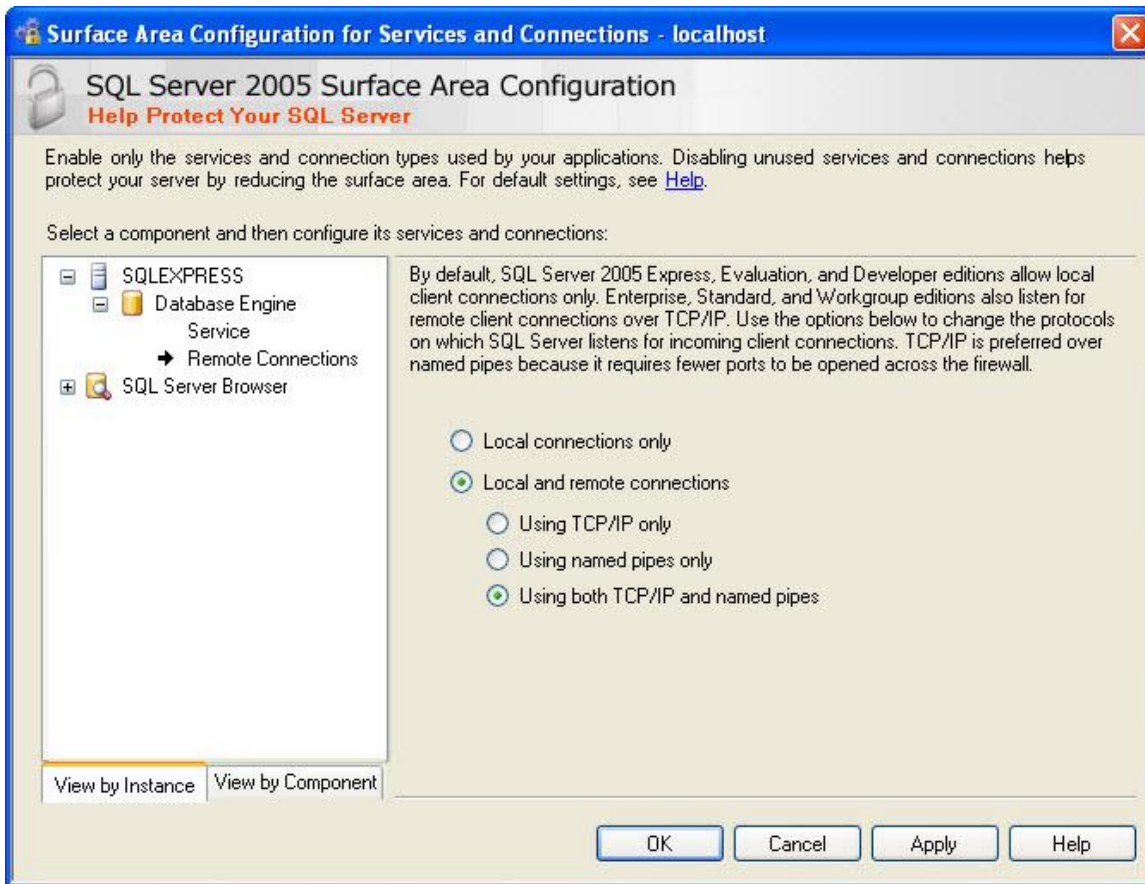 Surface Area Configuration for Services and Connections - localhost
SQL Server 2005 Surface Area Configuration
Help Protect Your SQL Server
Enable only the services and connection types used by your applications. Disabling unused services and connections helps
protect your server by reducing the surface area. For default settings, see Help.
Select a component and then configure its services and connections:
SQLEXPRESS
Database Engine
Service
Remote Connections
SQL Server Browser
View by Instance
View by Component
By default, SQL Server 2005 Express, Evaluation, and Developer editions allow local
client connections only. Enterprise, Standard, and Workgroup editions also listen for
remote client connections over TCP/IP. Use the options below to change the protocols
on which SQL Server listens for incoming client connections. TCP/IP is preferred over
named pipes because it requires fewer ports to be opened across the firewall.
Local connections only
Local and remote connections
Using TCP/IP only
Using named pipes only
Using both TCP/IP and named pipes
OK
Cancel
Apply
Help